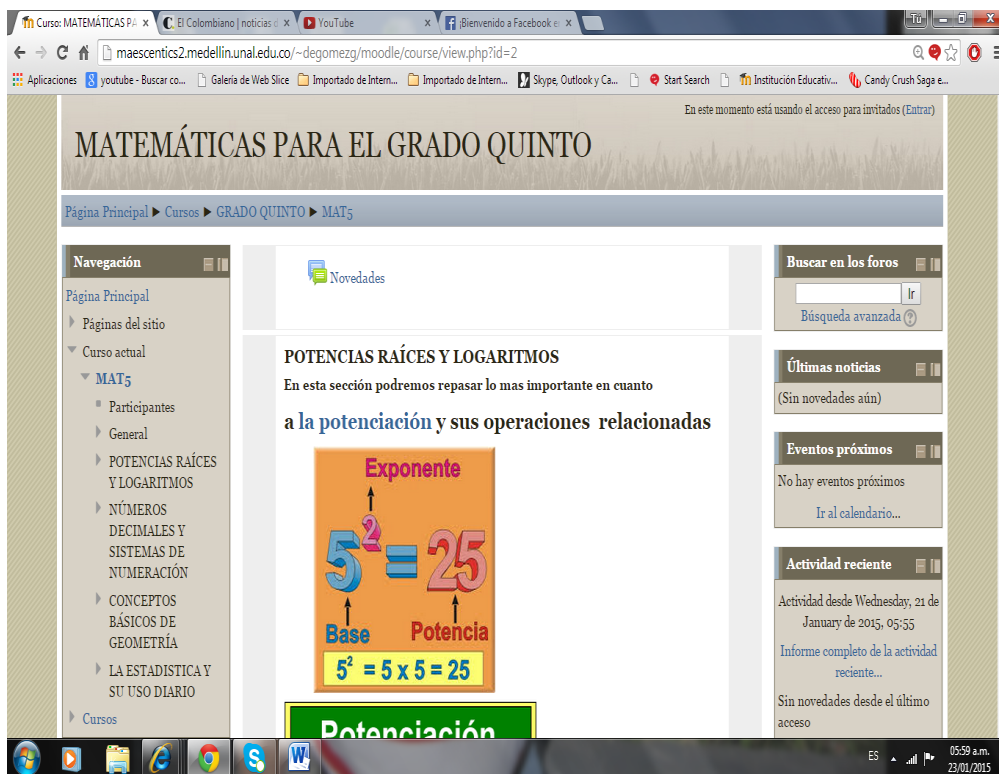 Curso: MATEMÁTICAS PA
El Colombiano | noticias d
YouTube
¡Bienvenido a Facebook e
Tú
maescentics2.medellin.unal.edu.co/~degomezg/moodle/course/view.php?id=2
Aplicaciones youtube - Buscar co... Galería de Web Slice Importado de Intern... Importado de Intern... Skype, Outlook y Ca... Start Search Institución Educativ... Candy Crush Saga e...
En este momento está usando el acceso para invitados (Entrar)
MATEMÁTICAS PARA EL GRADO QUINTO
Página Principal ▶ Cursos ▶ GRADO QUINTO ▶ MAT5
Navegación
Página Principal
Páginas del sitio
Curso actual
MAT5
Participantes
General
POTENCIAS RAÍCES
Y LOGARITMOS
NÚMEROS
DECIMALES Y
SISTEMAS DE
NUMERACIÓN
CONCEPTOS
BÁSICOS DE
GEOMETRÍA
LA ESTADISTICA Y
SU USO DIARIO
Cursos
Novedades
POTENCIAS RAÍCES Y LOGARITMOS
En esta sección podremos repasar lo mas importante en cuanto
a la potenciación y sus operaciones relacionadas
Exponente
5² = 25
Base Potencia
5² = 5 x 5 = 25
Potenciación
Buscar en los foros
Ir
Búsqueda avanzada
Últimas noticias
(Sin novedades aún)
Eventos próximos
No hay eventos próximos
Ir al calendario...
Actividad reciente
Actividad desde Wednesday, 21 de
January de 2015, 05:55
Informe completo de la actividad
reciente...
Sin novedades desde el último
acceso
ES
05:59 a.m.
23/01/2015